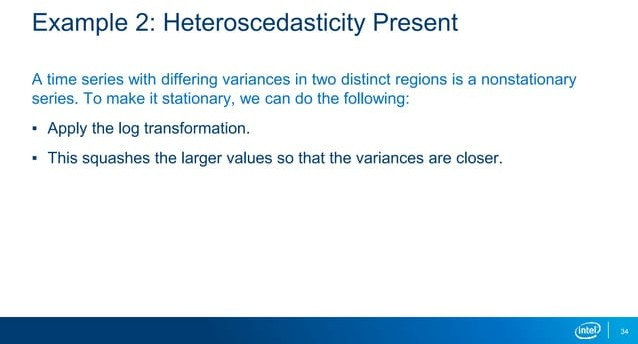 Example 2: Heteroscedasticity Present
A time series with differing variances in two distinct regions is a nonstationary
series. To make it stationary, we can do the following:
▪ Apply the log transformation.
▪ This squashes the larger values so that the variances are closer.
intel
34